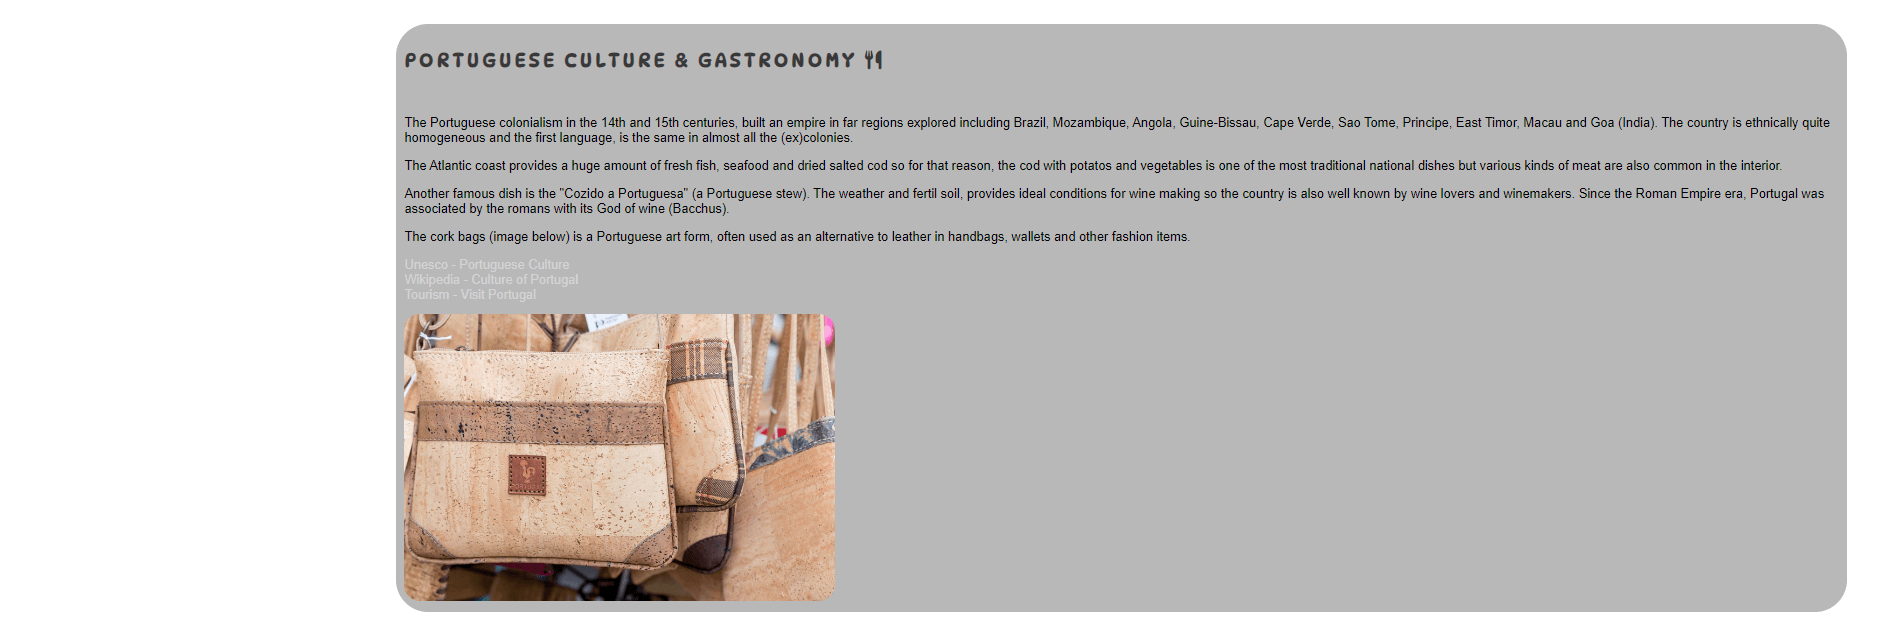 PORTUGUESE CULTURE & GASTRONOMY
The Portuguese colonialism in the 14th and 15th centuries, built an empire in far regions explored including Brazil, Mozambique, Angola, Guine-Bissau, Cape Verde, Sao Tome, Principe, East Timor, Macau and Goa (India). The country is ethnically quite
homogeneous and the first language, is the same in almost all the (ex)colonies.
The Atlantic coast provides a huge amount of fresh fish, seafood and dried salted cod so for that reason, the cod with potatos and vegetables is one of the most traditional national dishes but various kinds of meat are also common in the interior.
Another famous dish is the "Cozido a Portuguesa" (a Portuguese stew). The weather and fertil soil, provides ideal conditions for wine making so the country is also well known by wine lovers and winemakers. Since the Roman Empire era, Portugal was
associated by the romans with its God of wine (Bacchus).
The cork bags (image below) is a Portuguese art form, often used as an alternative to leather in handbags, wallets and other fashion items.
Unesco - Portuguese Culture
Wikipedia - Culture of Portugal
Tourism - Visit Portugal